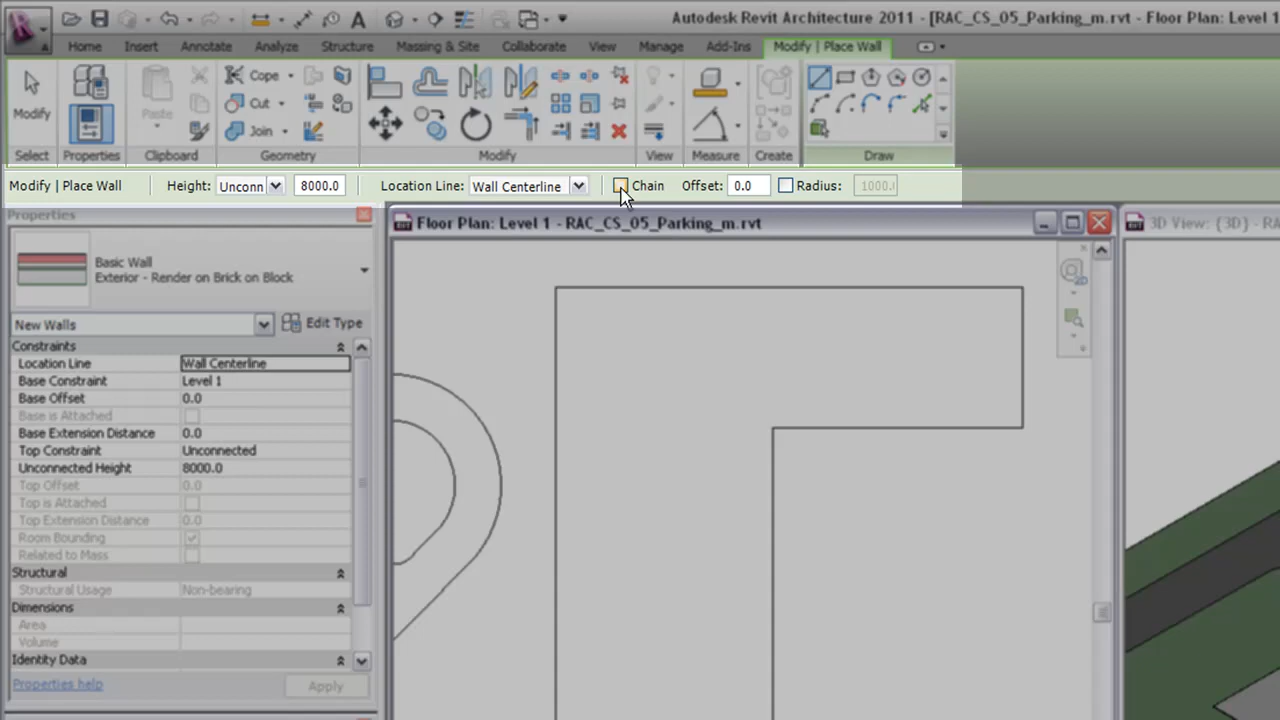 Autodesk Revit Architecture 2011 - [RAC_CS_05_Parking_m.rvt - Floor Plan: Level 1
Home Insert Annotate Analyze Structure Massing & Site Collaborate View Manage Add-Ins Modify | Place Wall
Modify Paste Cope Cut Join
Select Properties Clipboard Geometry Modify View Measure Create Draw
Modify | Place Wall Height: Unconn 8000.0 Location Line: Wall Centerline Chain Offset: 0.0 Radius: 1000.
Properties
Floor Plan: Level 1 - RAC_CS_05_Parking_m.rvt
3D View: {3D} - RA
Basic Wall
Exterior - Render on Brick on Block
New Walls Edit Type
Constraints
Location Line Wall Centerline
Base Constraint Level 1
Base Offset 0.0
Base is Attached
Base Extension Distance 0.0
Top Constraint Unconnected
Unconnected Height 8000.0
Top Offset 0.0
Top is Attached
Top Extension Distance 0.0
Room Bounding
Related to Mass
Structural
Structural Usage Non-bearing
Dimensions
Area
Volume
Identity Data
Properties help Apply